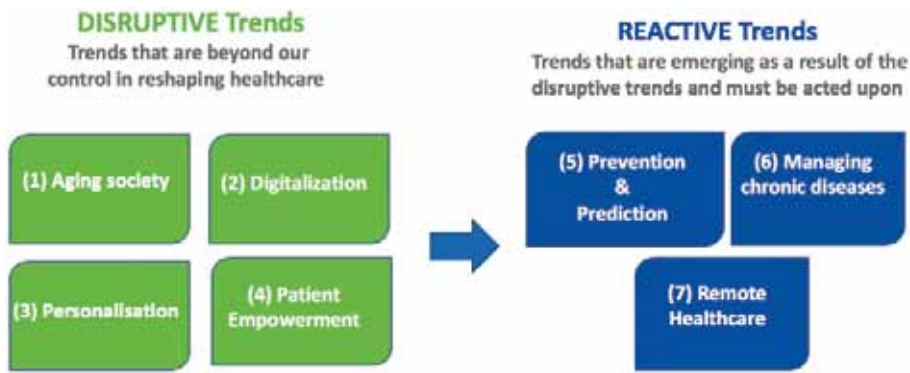 DISRUPTIVE Trends
Trends that are beyond our
control in reshaping healthcare
(1) Aging society
(2) Digitalization
(3) Personalisation
(4) Patient
Empowerment
REACTIVE Trends
Trends that are emerging as a result of the
disruptive trends and must be acted upon
(5) Prevention
&
Prediction
(6) Managing
chronic diseases
(7) Remote
Healthcare